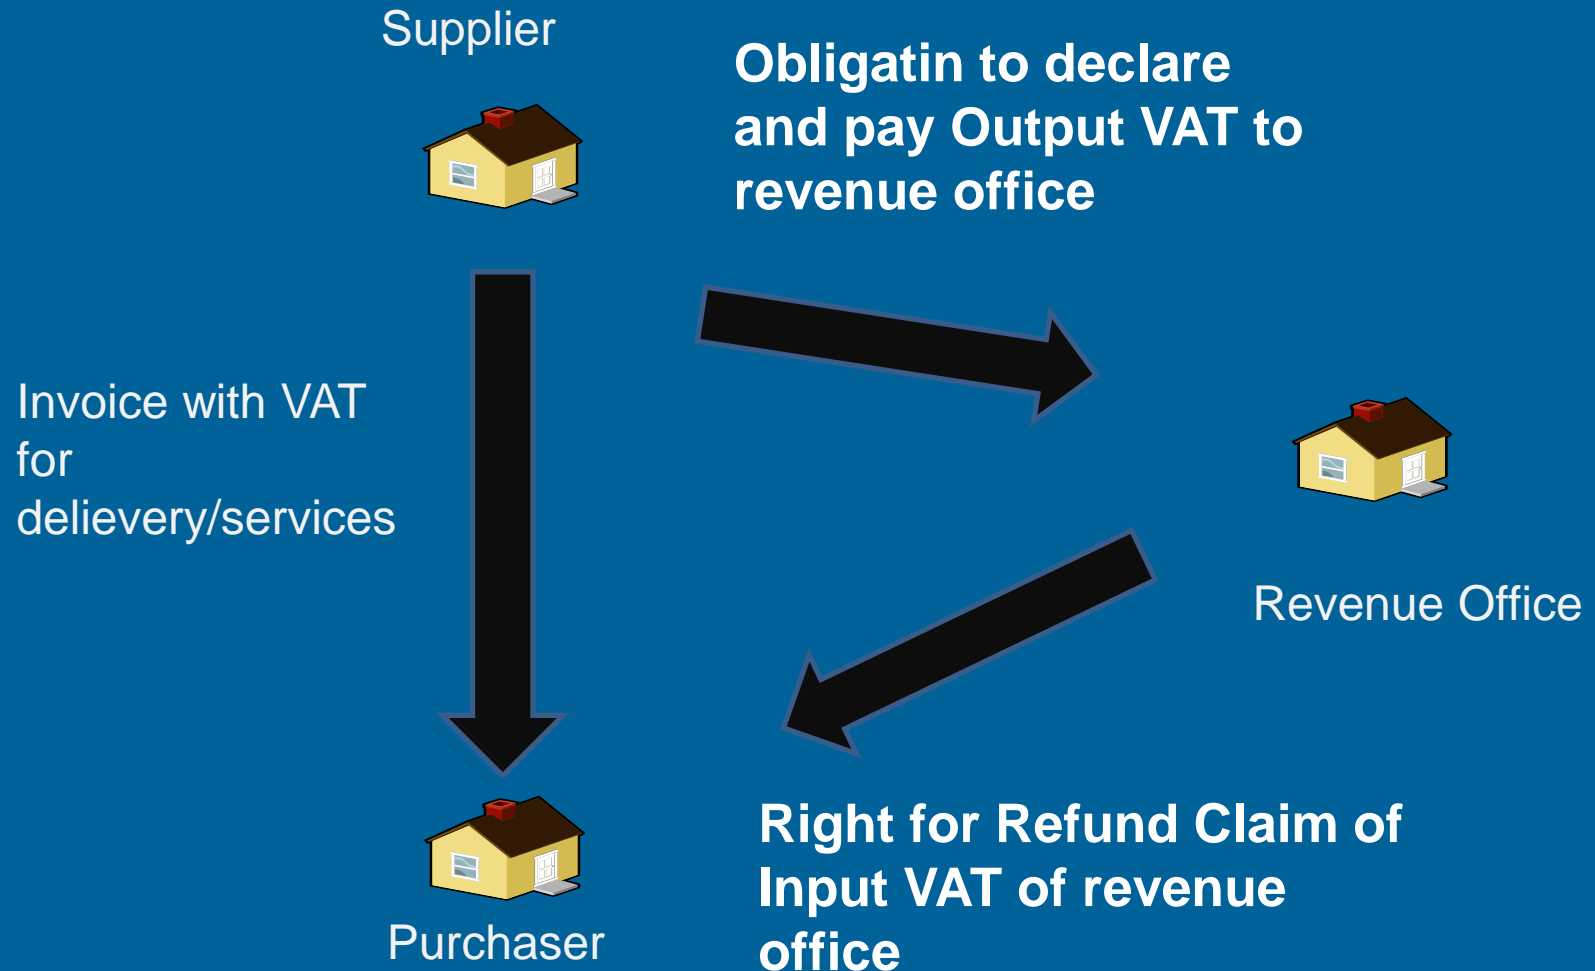 Supplier
Obligatin to declare
and pay Output VAT to
revenue office
Invoice with VAT
for
delievery/services
Revenue Office
Right for Refund Claim of
Input VAT of revenue
office
Purchaser